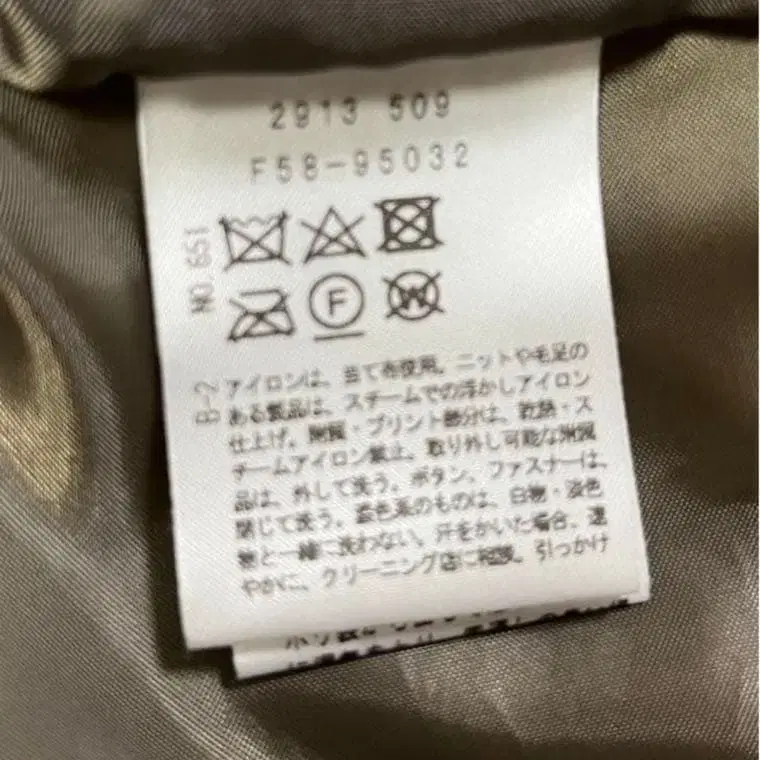 2913 509
F58-95032
NO.651
F
W
B-2
アイロンは、当て布使用。ニットや毛足の
ある製品は、スチームでの浮かしアイロン
仕上げ。附属・プリント部分は、乾熱・ス
チームアイロン禁止。取り外し可能な附属
品は、外して洗う。ボタン、ファスナーは、
閉じて洗う。濃色系のものは、白物・淡色
物と一緒に洗わない。汗をかいた場合、速
やかに、クリーニング店に相談。引っかけ